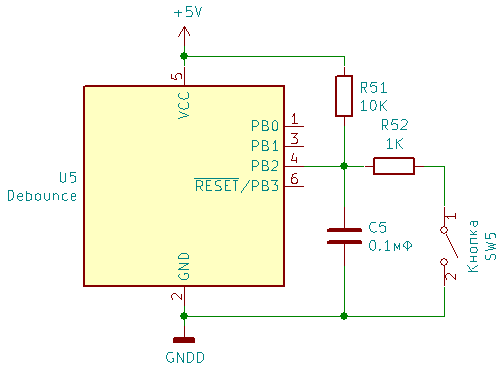 +5V
5
VCC
R51
10K
PB0 1
PB1 3
PB2 4
RESET/PB3 6
R52
1K
U5
Debounce
C5
0.1мФ
1
Кнопка
SW5
2
GND
2
GNDD